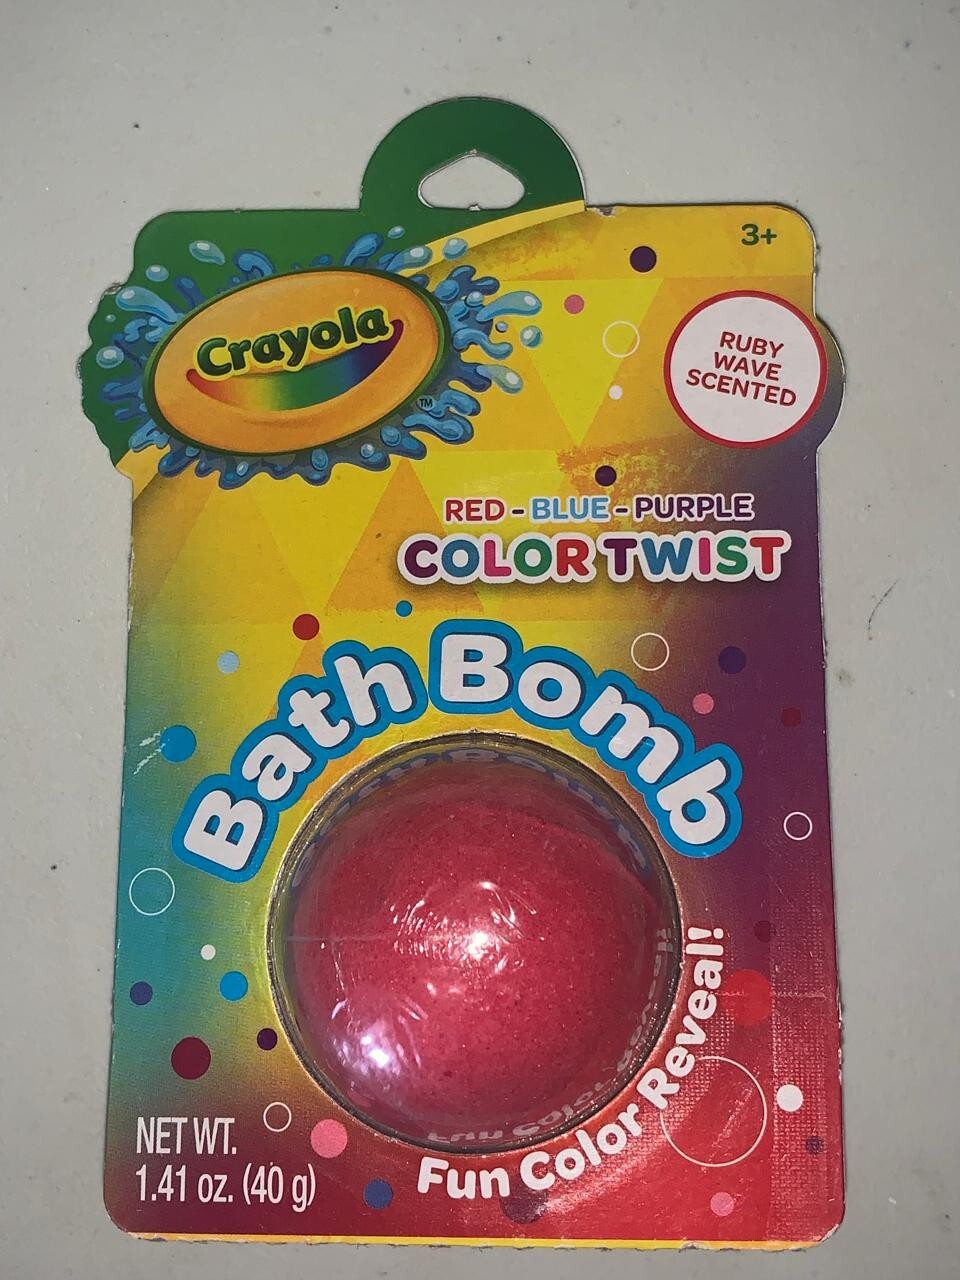 3+
Crayola
TM
RUBY
WAVE
SCENTED
RED - BLUE - PURPLE
COLOR TWIST
Bath Bomb
Fun Color Reveal!
NET WT.
1.41 oz. (40 g)